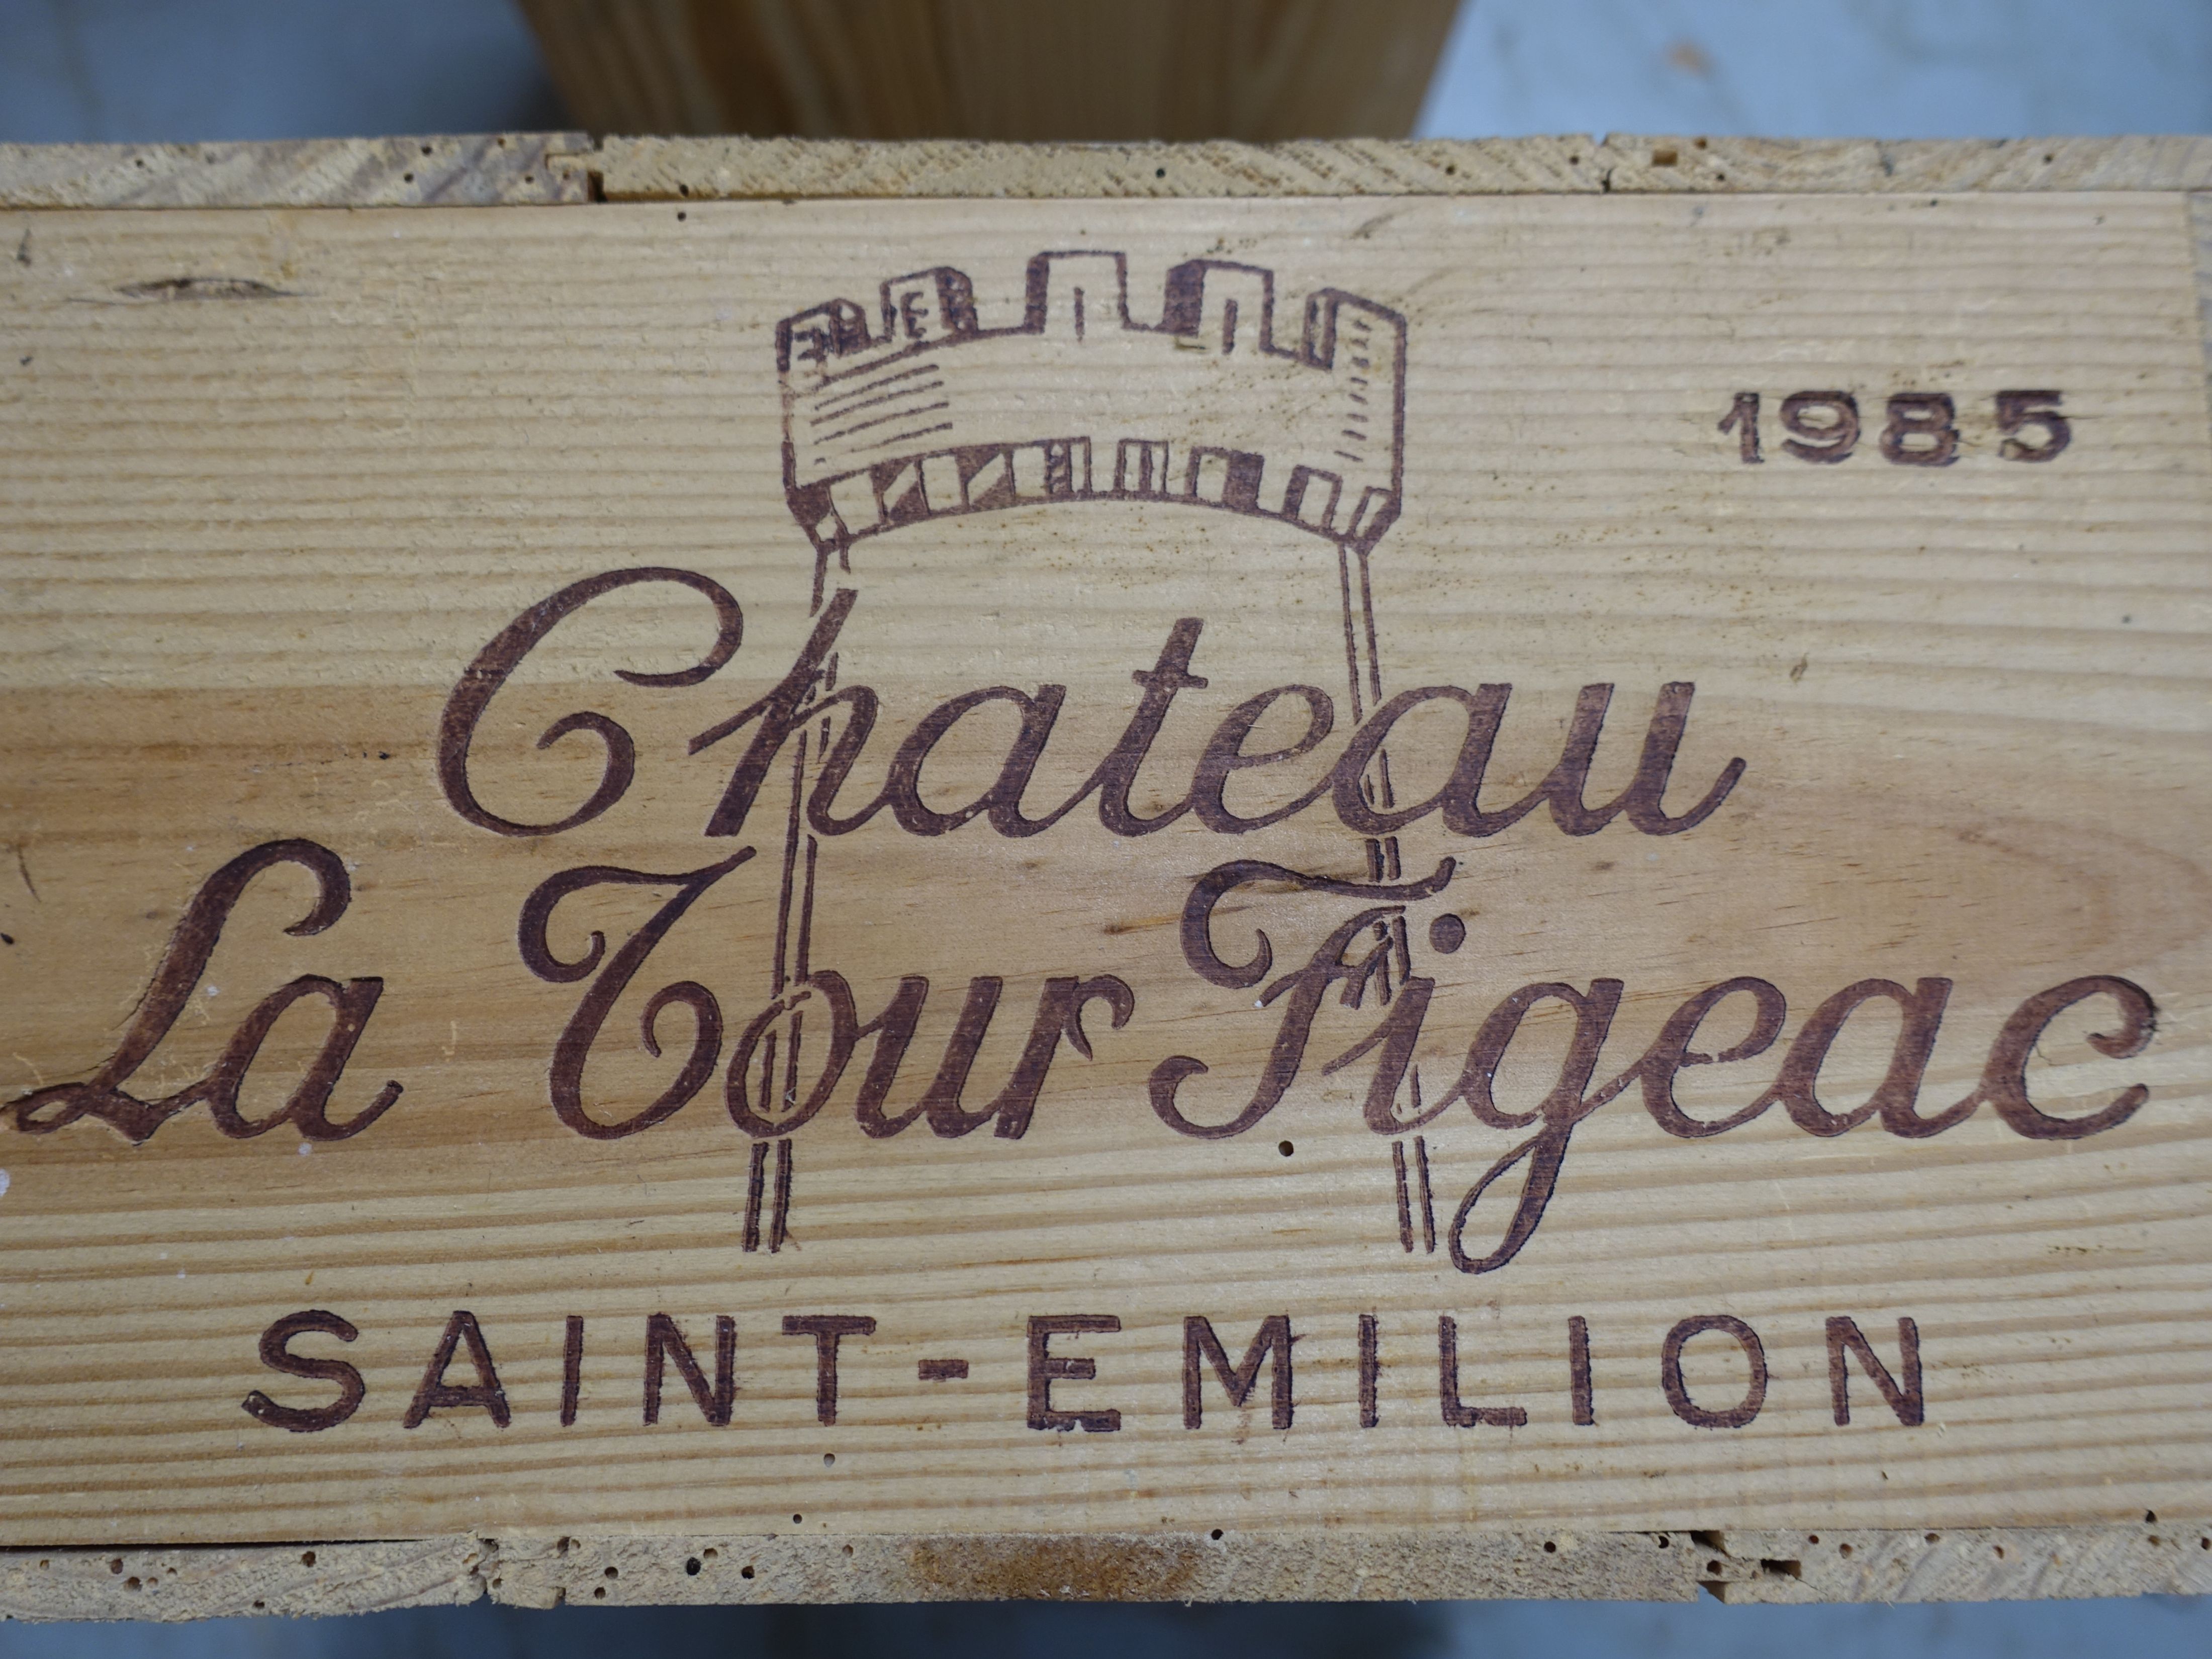 1985
Chateau
La Tour Figeac
SAINT-EMILION